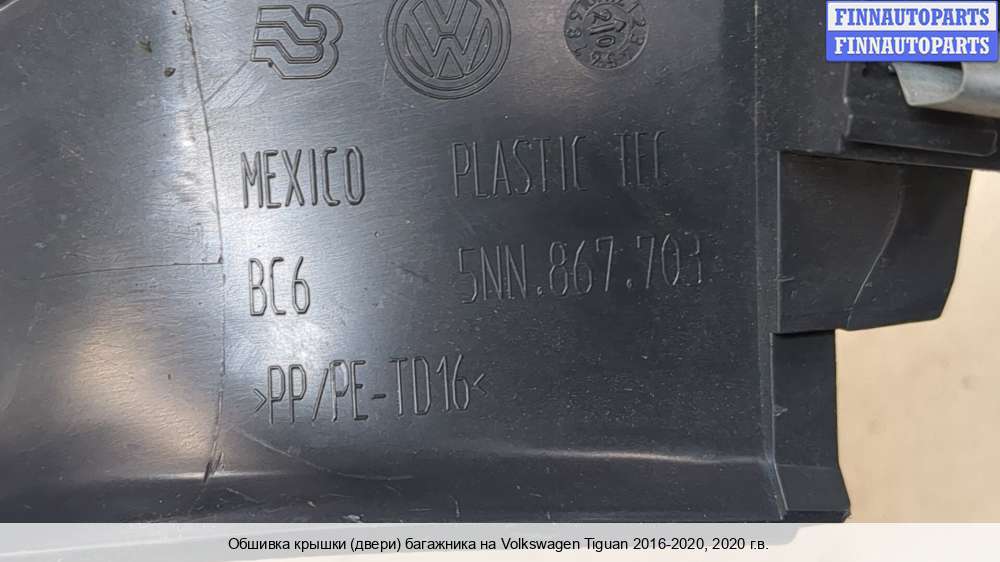 FINNAUTOPARTS
FINNAUTOPARTS
MEXICO PLASTIC TEC
BC6 5NN.867.703
>PP/PE-TD16<
Обшивка крышки (двери) багажника на Volkswagen Tiguan 2016-2020, 2020 г.в.